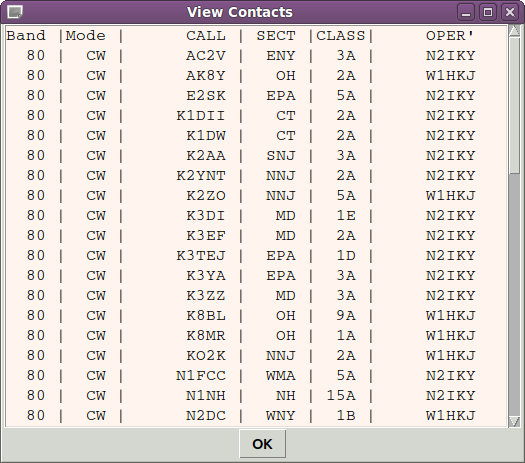 View Contacts
Band |Mode | CALL | SECT |CLASS| OPER'
80 | CW | AC2V | ENY | 3A | N2IKY
80 | CW | AK8Y | OH | 2A | W1HKJ
80 | CW | E2SK | EPA | 5A | N2IKY
80 | CW | K1DII | CT | 2A | N2IKY
80 | CW | K1DW | CT | 2A | N2IKY
80 | CW | K2AA | SNJ | 3A | N2IKY
80 | CW | K2YNT | NNJ | 2A | N2IKY
80 | CW | K2ZO | NNJ | 5A | W1HKJ
80 | CW | K3DI | MD | 1E | N2IKY
80 | CW | K3EF | MD | 2A | N2IKY
80 | CW | K3TEJ | EPA | 1D | N2IKY
80 | CW | K3YA | EPA | 3A | N2IKY
80 | CW | K3ZZ | MD | 3A | N2IKY
80 | CW | K8BL | OH | 9A | W1HKJ
80 | CW | K8MR | OH | 1A | W1HKJ
80 | CW | KO2K | NNJ | 2A | W1HKJ
80 | CW | N1FCC | WMA | 5A | N2IKY
80 | CW | N1NH | NH | 15A | N2IKY
80 | CW | N2DC | WNY | 1B | W1HKJ
OK